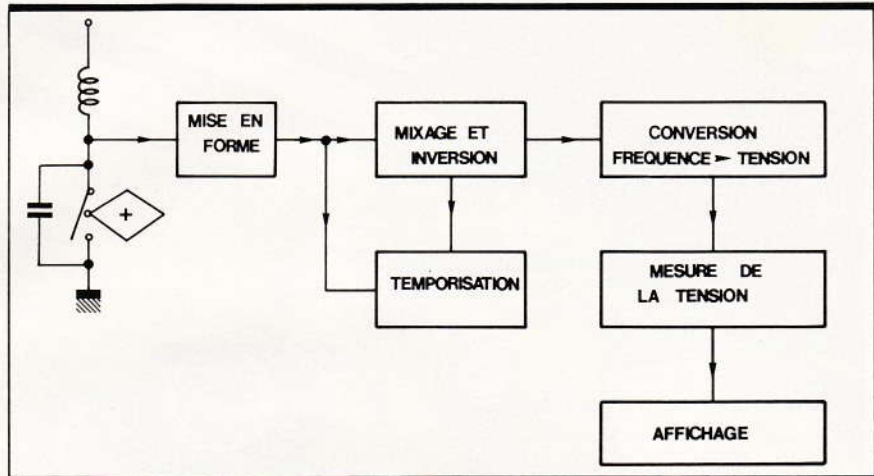 MISE EN
FORME
MIXAGE ET
INVERSION
CONVERSION
FREQUENCE ► TENSION
TEMPORISATION
MESURE DE
LA TENSION
AFFICHAGE
+